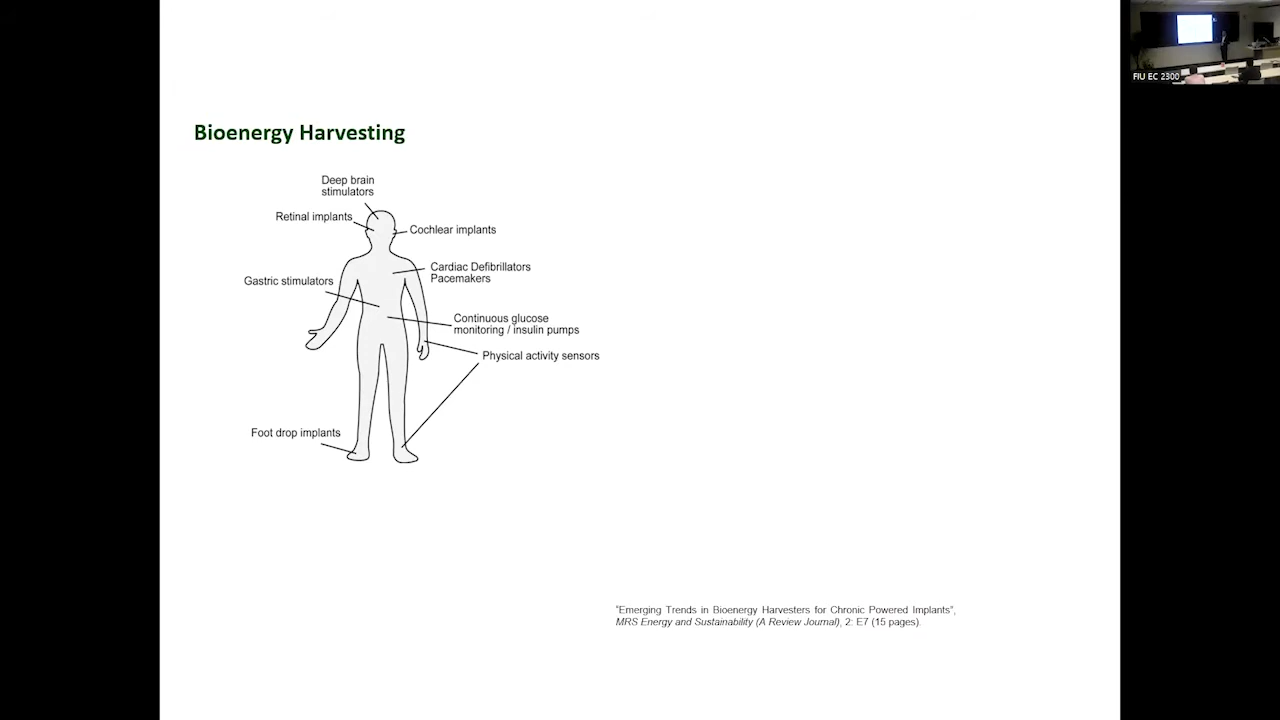 Bioenergy Harvesting
Deep brain
stimulators
Retinal implants
Cochlear implants
Cardiac Defibrillators
Pacemakers
Gastric stimulators
Continuous glucose
monitoring / insulin pumps
Physical activity sensors
Foot drop implants
"Emerging Trends in Bioenergy Harvesters for Chronic Powered Implants",
MRS Energy and Sustainability (A Review Journal), 2: E7 (15 pages).
FIU EC 2300